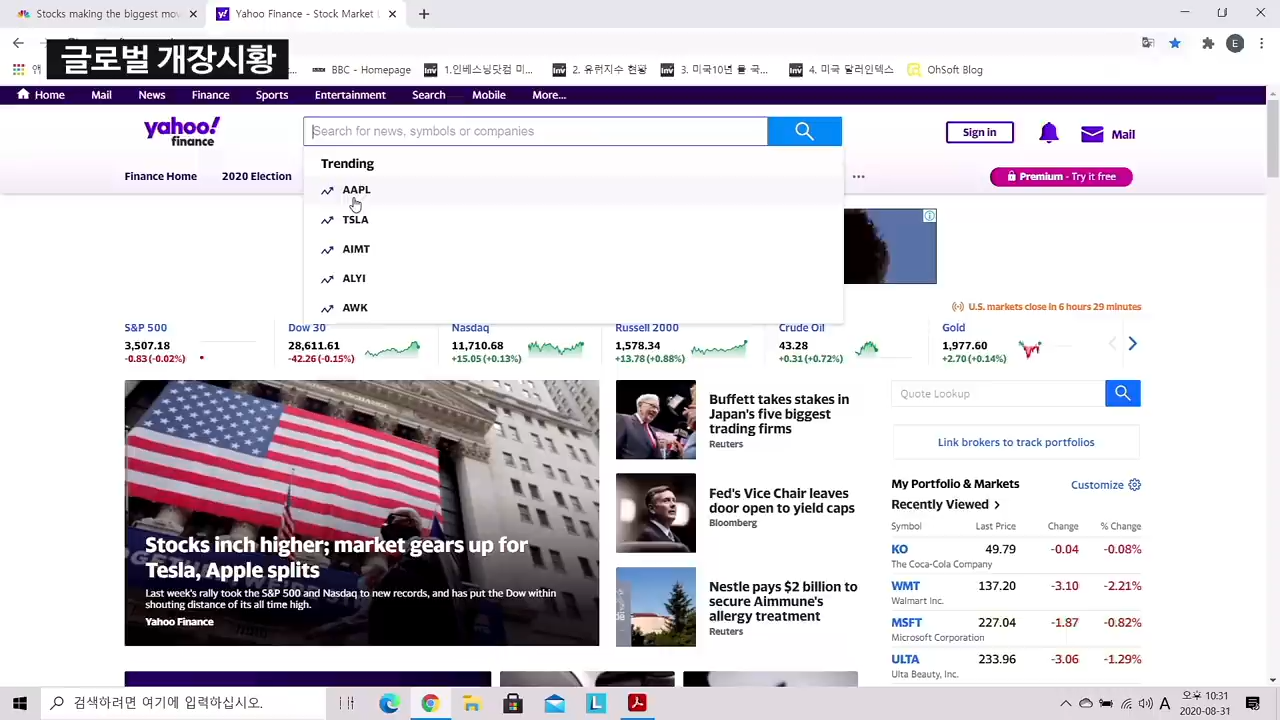 Stocks making the biggest mov
Yahoo Finance - Stock Market L
글로벌 개장시황
BBC - Homepage
1.인베스닝닷컴 미...
2. 유럽지수 현황
3. 미국10년 률 국...
4. 미국 달러인덱스
OhSoft Blog
E
Home
Mail
News
Finance
Sports
Entertainment
Search
Mobile
More...
yahoo!
finance
Search for news, symbols or companies
Sign in
Mail
Finance Home
2020 Election
Premium - Try it free
Trending
AAPL
TSLA
AIMT
ALYI
AWK
U.S. markets close in 6 hours 29 minutes
S&P 500
3,507.18
-0.83 (-0.02%)
Dow 30
28,611.61
-42.26 (-0.15%)
Nasdaq
11,710.68
+15.05 (+0.13%)
Russell 2000
1,578.34
+13.78 (+0.88%)
Crude Oil
43.28
+0.31 (+0.72%)
Gold
1,977.60
+2.70 (+0.14%)
Stocks inch higher; market gears up for
Tesla, Apple splits
Last week's rally took the S&P 500 and Nasdaq to new records, and has put the Dow within
shouting distance of its all time high.
Yahoo Finance
Buffett takes stakes in
Japan's five biggest
trading firms
Reuters
Fed's Vice Chair leaves
door open to yield caps
Bloomberg
Nestle pays $2 billion to
secure Aimmune's
allergy treatment
Reuters
Quote Lookup
Link brokers to track portfolios
My Portfolio & Markets
Customize
Recently Viewed
Symbol Last Price Change % Change
KO 49.79 -0.04 -0.08%
The Coca-Cola Company
WMT 137.20 -3.10 -2.21%
Walmart Inc.
MSFT 227.04 -1.87 -0.82%
Microsoft Corporation
ULTA 233.96 -3.06 -1.29%
Ulta Beauty, Inc.
검색하려면 여기에 입력하십시오.
A
오후 10:31
2020-08-31